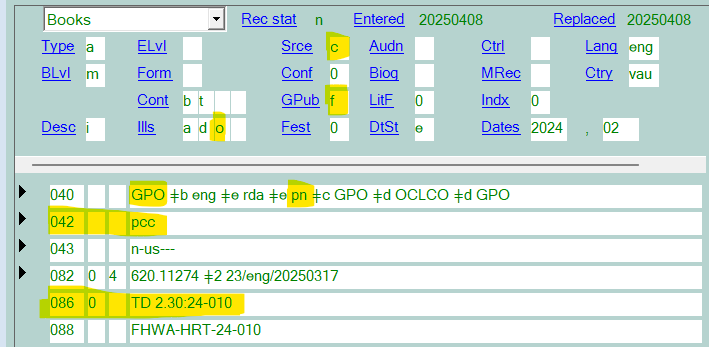 Books Rec stat n Entered 20250408 Replaced 20250408
Type a ELvl Srce c Audn Ctrl Lang eng
BLvl m Form Conf 0 Biog MRec Ctry vau
Cont b t GPub f LitF 0 Indx 0
Desc i Ills a d o Fest 0 DtSt e Dates 2024 , 02
040 GPO ǂb eng ǂe rda ǂe pn ǂc GPO ǂd OCLCO ǂd GPO
042 pcc
043 n-us---
082 0 4 620.11274 ǂ2 23/eng/20250317
086 0 TD 2.30:24-010
088 FHWA-HRT-24-010